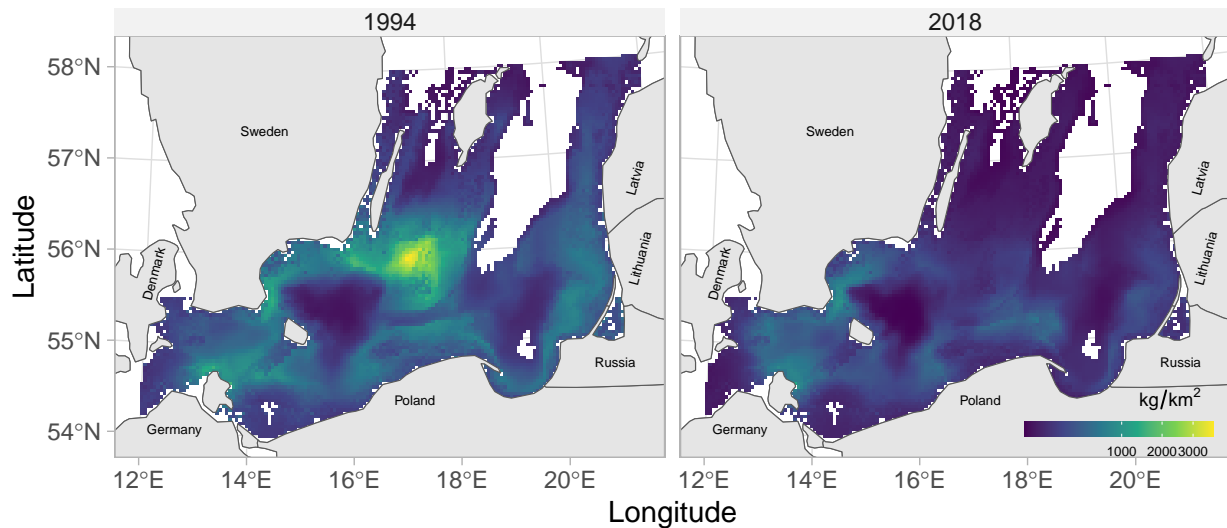 1994 2018
58°N
57°N
56°N
55°N
54°N
Latitude
Sweden
Denmark
Latvia
Lithuania
Russia
Poland
Germany
Sweden
Denmark
Latvia
Lithuania
Russia
Poland
Germany
kg/km²
1000 2000 3000
12°E 14°E 16°E 18°E 20°E 12°E 14°E 16°E 18°E 20°E
Longitude